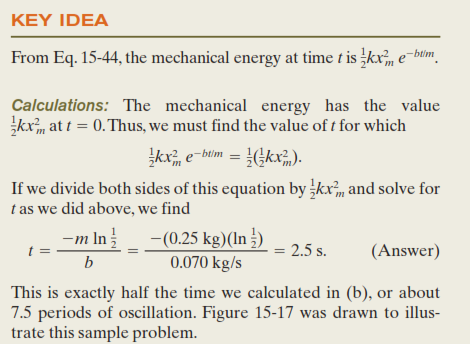 KEY IDEA
From Eq. 15-44, the mechanical energy at time t is ½kx²ₘ e^(−bt/m).
Calculations: The mechanical energy has the value
½kx²ₘ at t = 0. Thus, we must find the value of t for which
½kx²ₘ e^(−bt/m) = ½(½kx²ₘ).
If we divide both sides of this equation by ½kx²ₘ and solve for
t as we did above, we find
t = (−m ln ½)/b = (−(0.25 kg)(ln ½))/(0.070 kg/s) = 2.5 s. (Answer)
This is exactly half the time we calculated in (b), or about
7.5 periods of oscillation. Figure 15-17 was drawn to illus-
trate this sample problem.